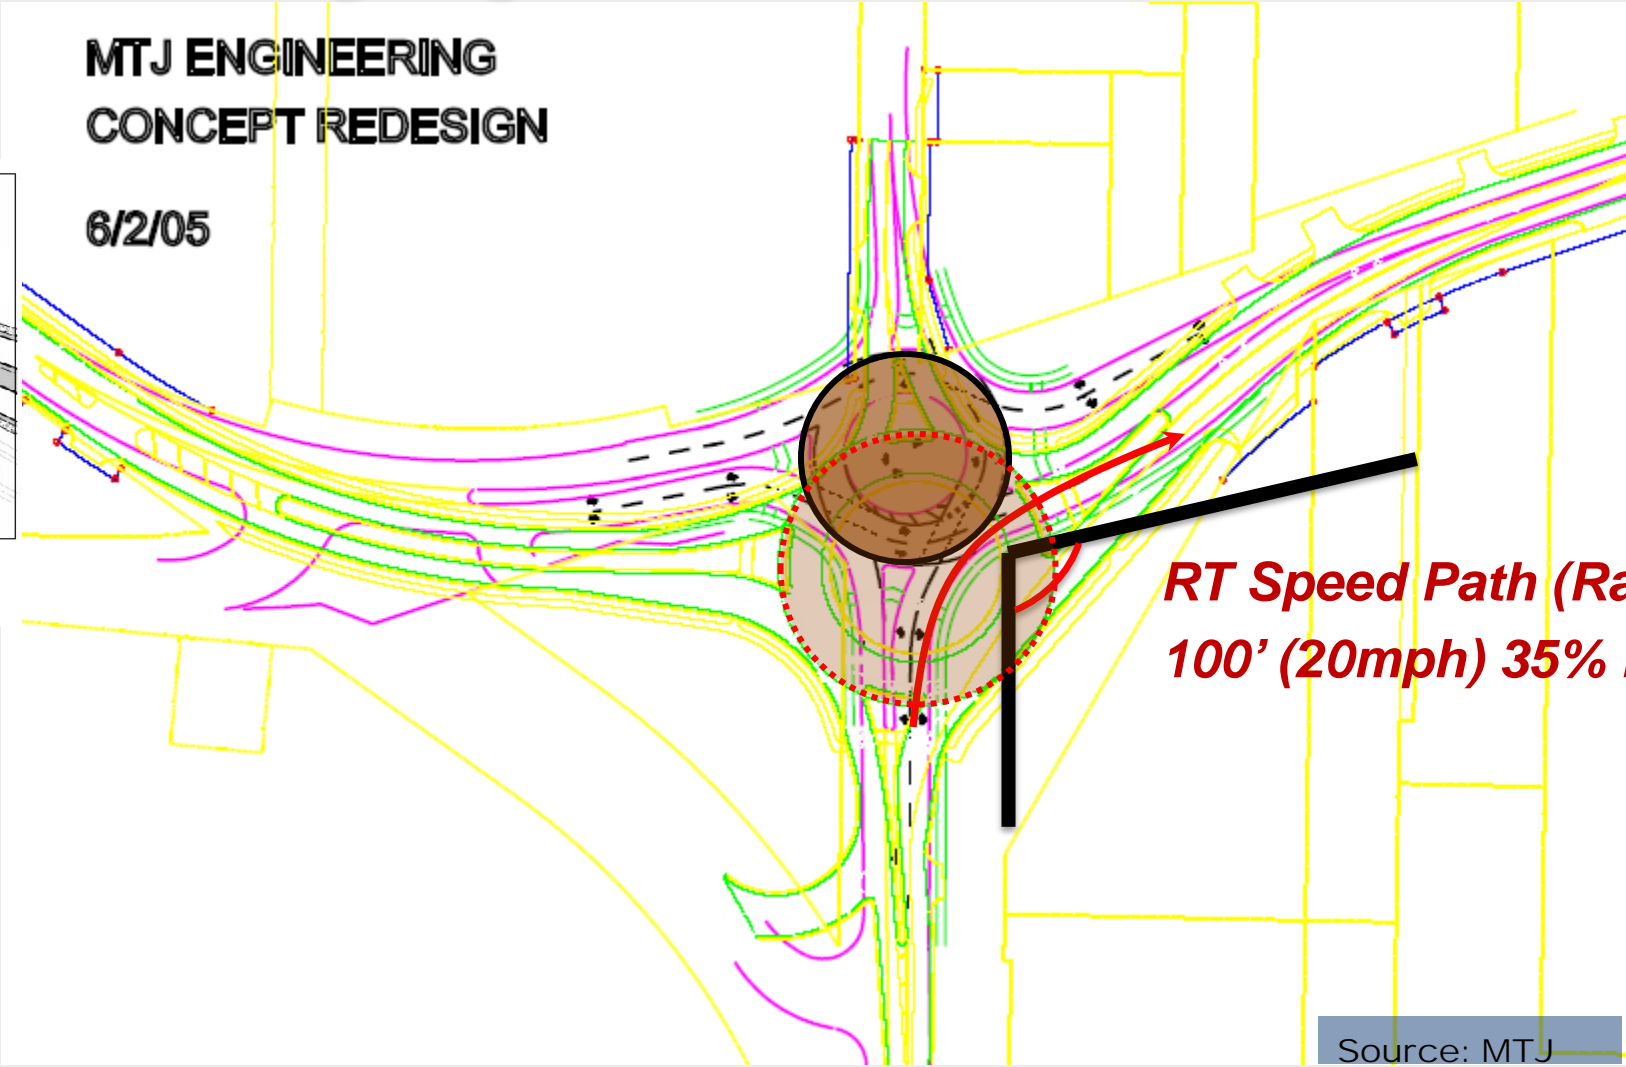 MTJ ENGINEERING
CONCEPT REDESIGN
6/2/05
RT Speed Path (Ra
100’ (20mph) 35%
Source: MTJ